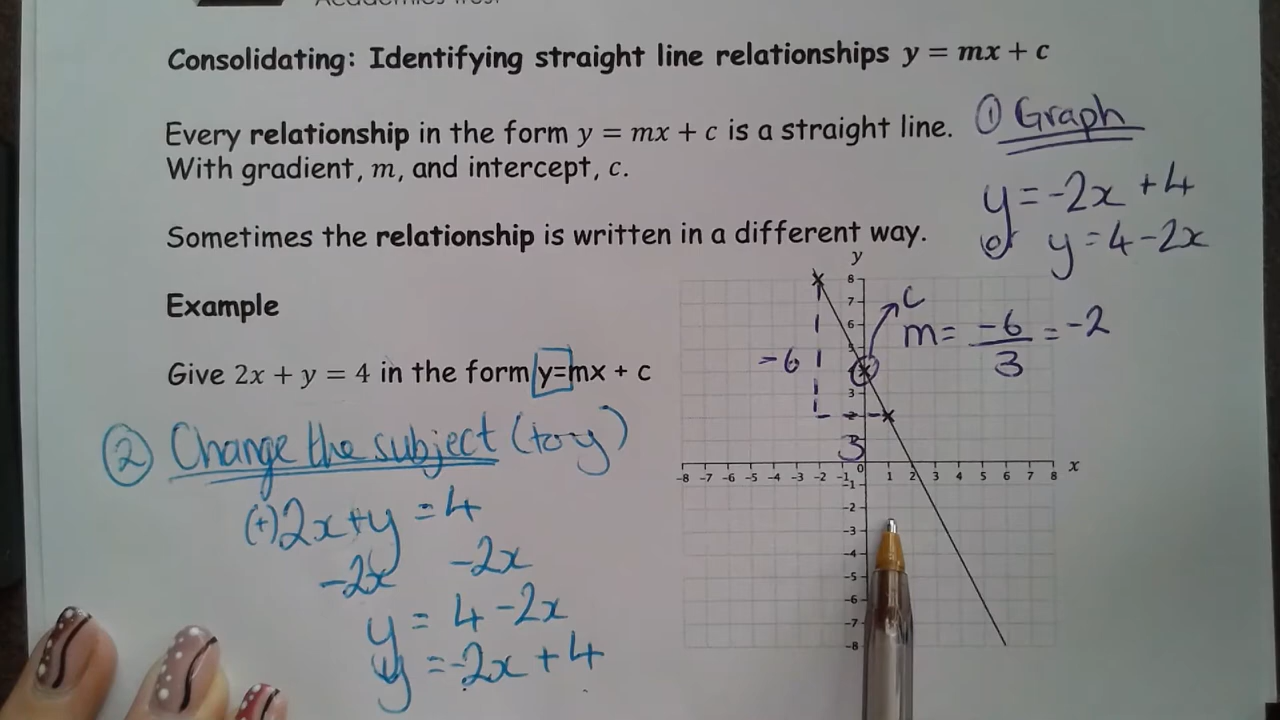 Academies Trust
Consolidating: Identifying straight line relationships y = mx + c
Every relationship in the form y = mx + c is a straight line.
With gradient, m, and intercept, c.
① Graph
y = -2x + 4
or y = 4 - 2x
Sometimes the relationship is written in a different way.
Example
Give 2x + y = 4 in the form y = mx + c
② Change the subject (to y)
(+)2x + y = 4
-2x -2x
y = 4 - 2x
y = -2x + 4
y
8
7
6
5
3
c
m = -6/3 = -2
-6
3
-8 -7 -6 -5 -4 -3 -2 -1 0 1 2 3 4 5 6 7 8 x
-1
-2
-3
-4
-5
-6
-7
-8